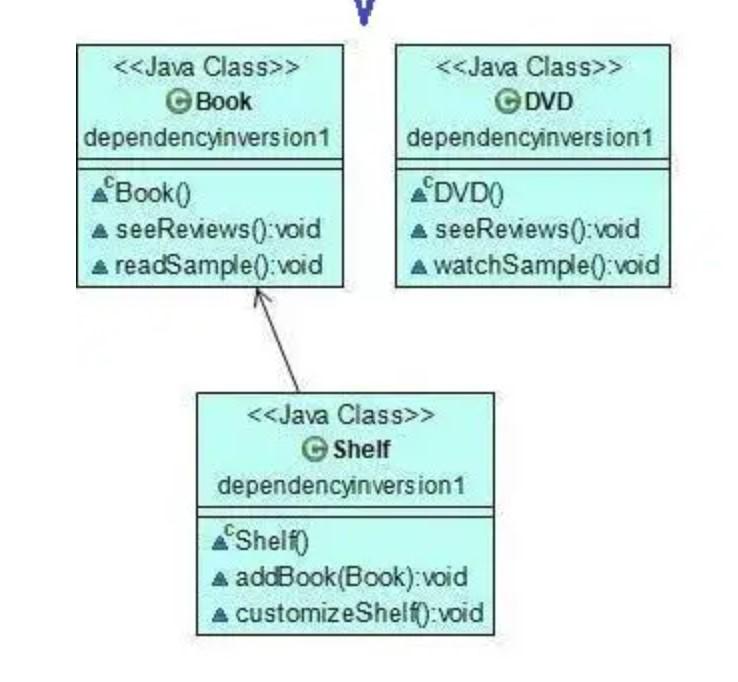 <<Java Class>>
Book
dependencyinversion1
Book()
seeReviews():void
readSample():void
<<Java Class>>
DVD
dependencyinversion1
DVD()
seeReviews():void
watchSample():void
<<Java Class>>
Shelf
dependencyinversion1
Shelf()
addBook(Book):void
customizeShelf():void